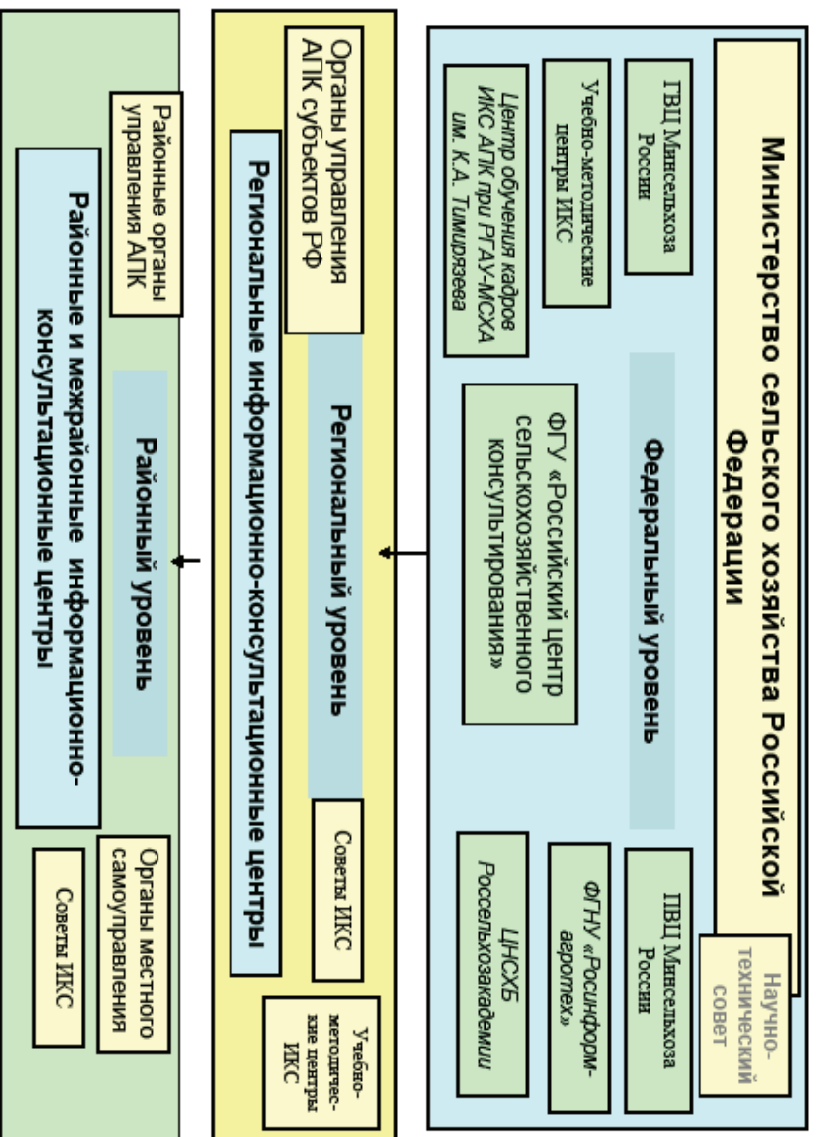 Министерство сельского хозяйства Российской
Федерации
Научно-
технический
совет
ГВЦ Минсельхоза
России
Федеральный уровень
ПВЦ Минсельхоза
России
Учебно-методические
центры ИКС
ФГНУ «Росинформ-
агротех»
Центр обучения кадров
ИКС АПК при РГАУ-МСХА
им. К.А. Тимирязева
ФГУ «Российский центр
сельскохозяйственного
консультирования»
ЦНСХБ
Россельхозакадемии
Органы управления
АПК субъектов РФ
Региональный уровень
Советы ИКС
Учебно-
методичес-
кие центры
ИКС
Региональные информационно-консультационные центры
Районные органы
управления АПК
Районный уровень
Органы местного
самоуправления
Районные и межрайонные информационно-
консультационные центры
Советы ИКС